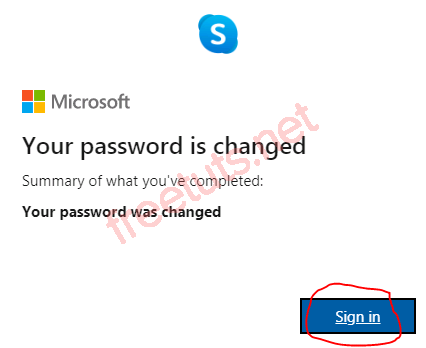 S
Microsoft
Your password is changed
Summary of what you've completed:
Your password was changed
freetuts.net
Sign in